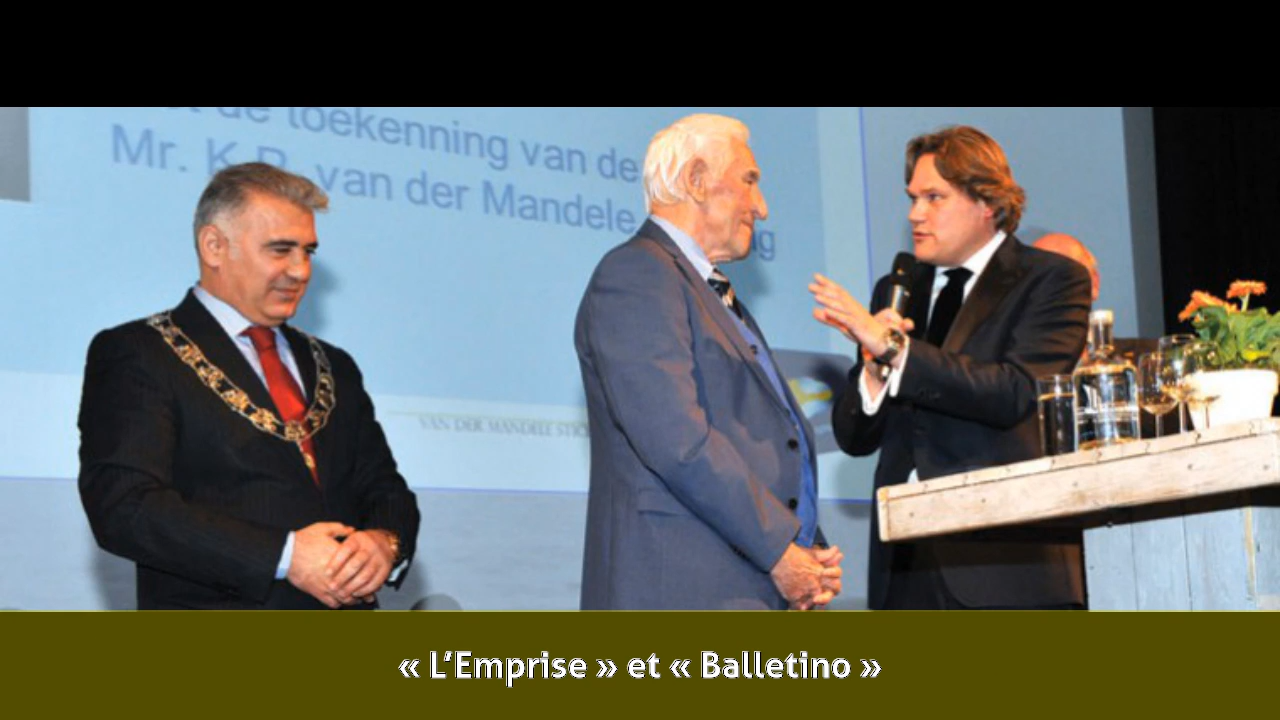 de toekenning van de
Mr. K.P. van der Mandele
VAN DER MANDELE
« L’Emprise » et « Balletino »